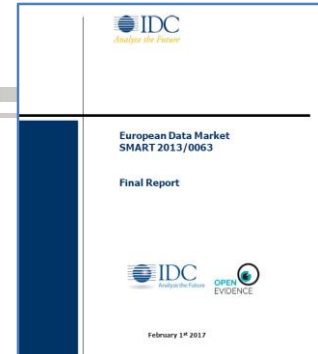 IDC
Analyze the Future
European Data Market
SMART 2013/0063
Final Report
IDC
Analyze the Future
OPEN
EVIDENCE
February 1st 2017